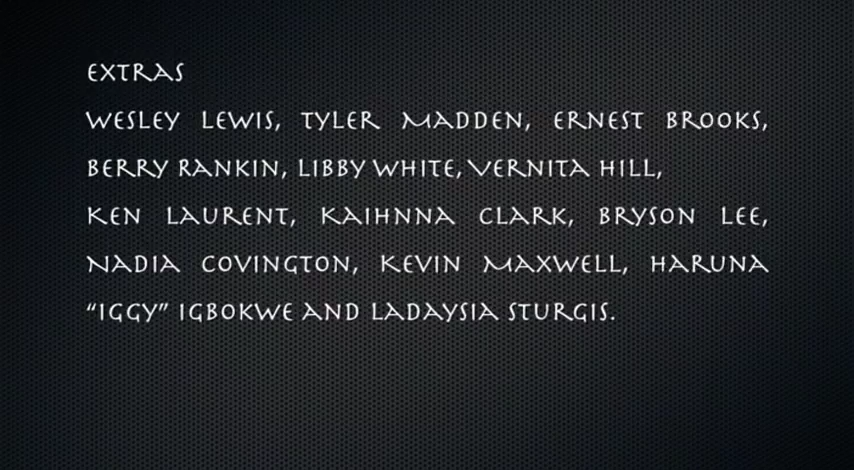 EXTRAS
WESLEY LEWIS, TYLER MADDEN, ERNEST BROOKS,
BERRY RANKIN, LIBBY WHITE, VERNITA HILL,
KEN LAURENT, KAIHNNA CLARK, BRYSON LEE,
NADIA COVINGTON, KEVIN MAXWELL, HARUNA
“IGGY” IGBOKWE AND LADAYSIA STURGIS.